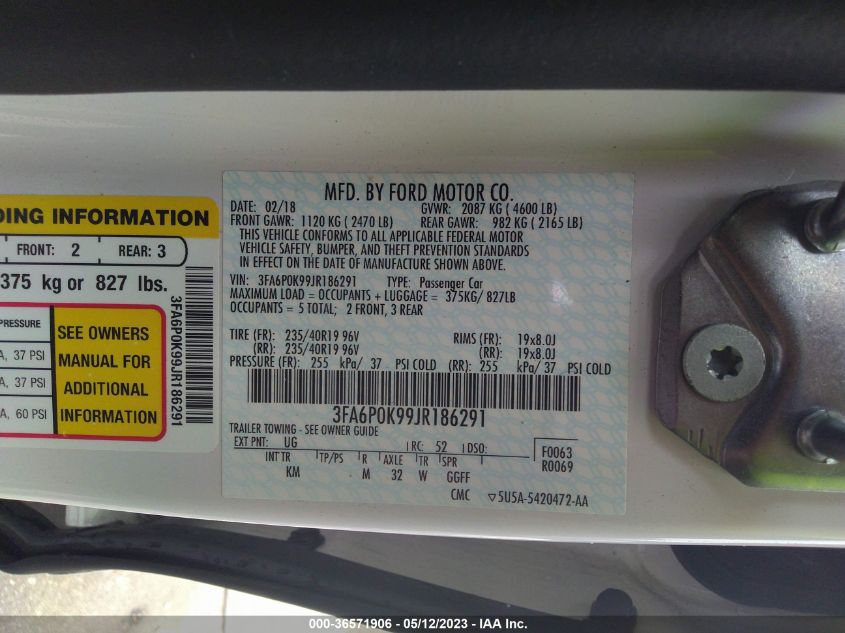 DING INFORMATION
FRONT: 2 REAR: 3
375 kg or 827 lbs.
PRESSURE
A, 37 PSI
A, 37 PSI
A, 60 PSI
SEE OWNERS
MANUAL FOR
ADDITIONAL
INFORMATION
3FA6P0K99JR186291
MFD. BY FORD MOTOR CO.
DATE: 02/18 GVWR: 2087 KG ( 4600 LB)
FRONT GAWR: 1120 KG ( 2470 LB) REAR GAWR: 982 KG ( 2165 LB)
THIS VEHICLE CONFORMS TO ALL APPLICABLE FEDERAL MOTOR
VEHICLE SAFETY, BUMPER, AND THEFT PREVENTION STANDARDS
IN EFFECT ON THE DATE OF MANUFACTURE SHOWN ABOVE.
VIN: 3FA6P0K99JR186291 TYPE: Passenger Car
MAXIMUM LOAD = OCCUPANTS + LUGGAGE = 375KG/ 827LB
OCCUPANTS = 5 TOTAL; 2 FRONT, 3 REAR
TIRE (FR): 235/40R19 96V RIMS (FR): 19x8.0J
(RR): 235/40R19 96V (RR): 19x8.0J
PRESSURE (FR): 255 kPa/ 37 PSI COLD (RR): 255 kPa/ 37 PSI COLD
3FA6P0K99JR186291
TRAILER TOWING - SEE OWNER GUIDE
EXT PNT: UG RC: 52 DSO: F0063
R0069
INT TR TP/PS R AXLE TR SPR
KM M 32 W GGFF
CMC ▽5U5A-5420472-AA
000-36571906 - 05/12/2023 - IAA Inc.